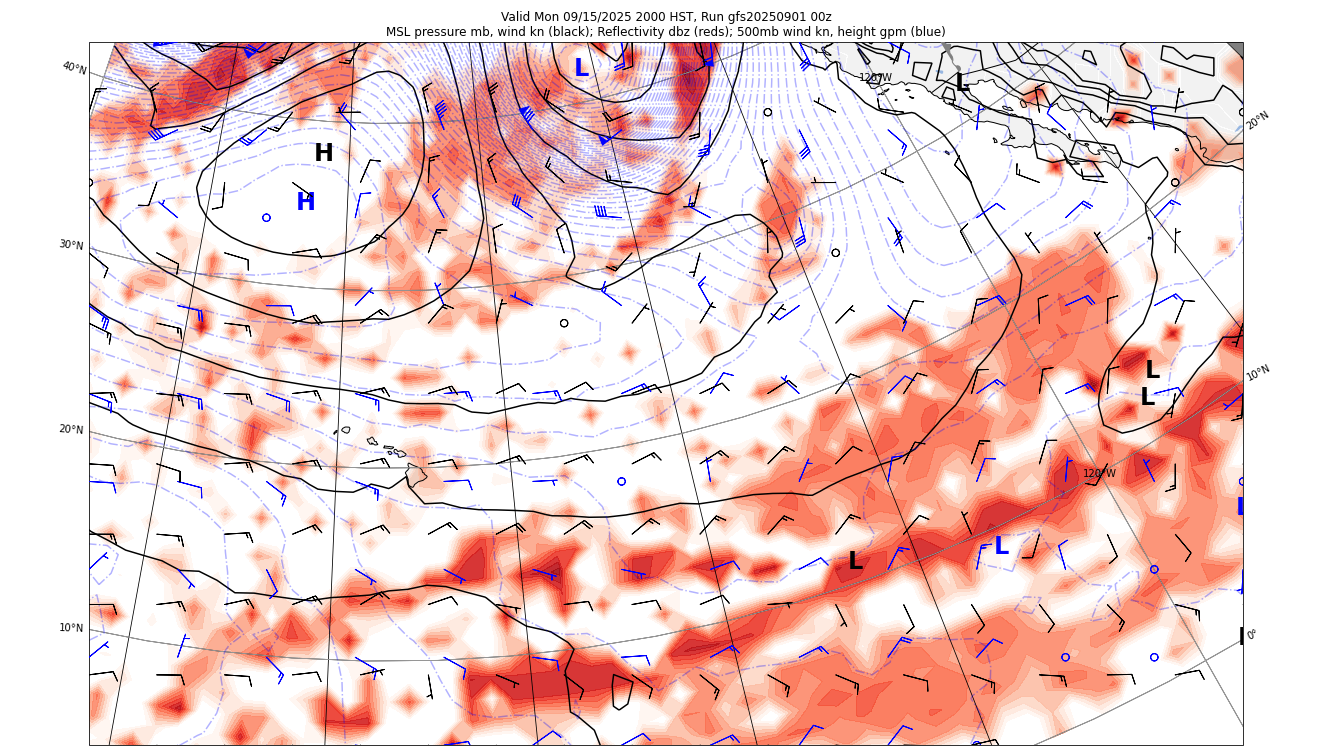 Valid Mon 09/15/2025 2000 HST, Run gfs20250901 00z
MSL pressure mb, wind kn (black); Reflectivity dbz (reds); 500mb wind kn, height gpm (blue)
40°N
L
120°W
L
20°N
H
H
30°N
10°N
L
L
20°N
120°W
L
L
L
10°N
0°